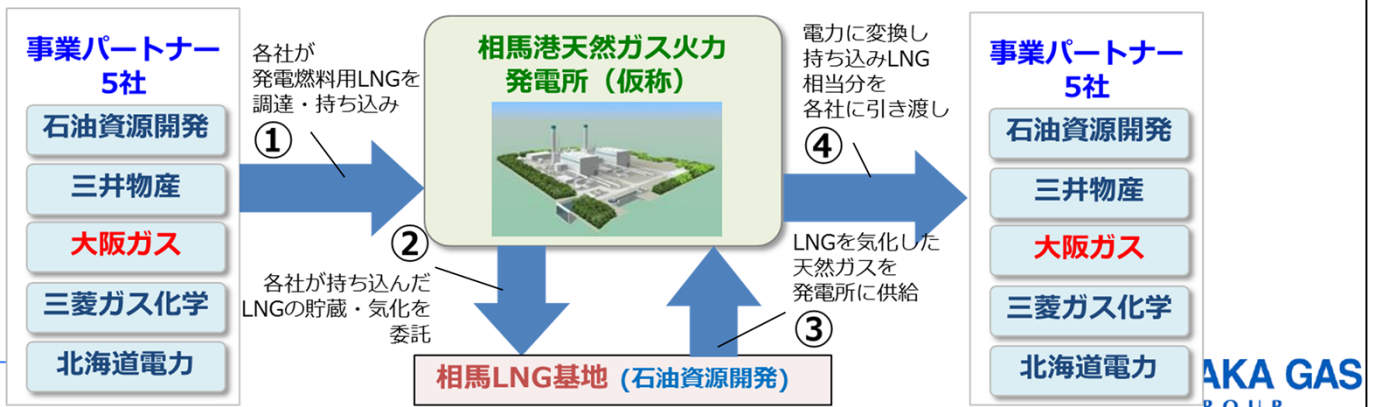 事業パートナー
5社
石油資源開発
三井物産
大阪ガス
三菱ガス化学
北海道電力
各社が
発電燃料用LNGを
調達・持ち込み
①
相馬港天然ガス火力
発電所（仮称）
②
各社が持ち込んだ
LNGの貯蔵・気化を
委託
相馬LNG基地 (石油資源開発)
LNGを気化した
天然ガスを
発電所に供給
③
電力に変換し
持ち込みLNG
相当分を
各社に引き渡し
④
事業パートナー
5社
石油資源開発
三井物産
大阪ガス
三菱ガス化学
北海道電力
AKA GAS